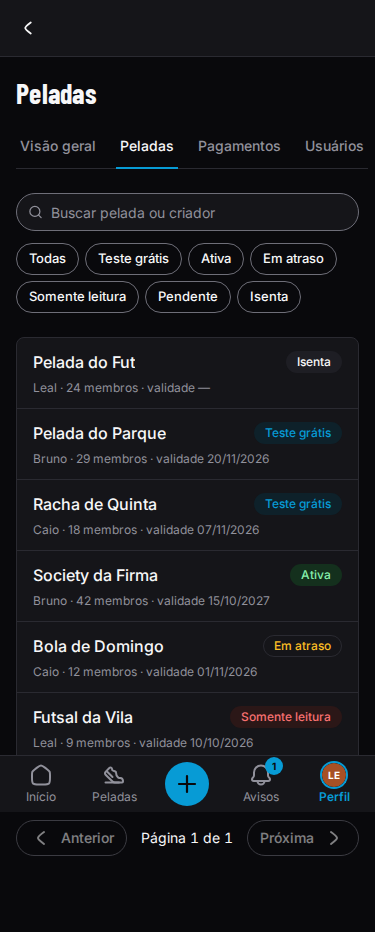 Peladas
Visão geral Peladas Pagamentos Usuários
Buscar pelada ou criador
Todas Teste grátis Ativa Em atraso
Somente leitura Pendente Isenta
Pelada do Fut Isenta
Leal · 24 membros · validade —
Pelada do Parque Teste grátis
Bruno · 29 membros · validade 20/11/2026
Racha de Quinta Teste grátis
Caio · 18 membros · validade 07/11/2026
Society da Firma Ativa
Bruno · 42 membros · validade 15/10/2027
Bola de Domingo Em atraso
Caio · 12 membros · validade 01/11/2026
Futsal da Vila Somente leitura
Leal · 9 membros · validade 10/10/2026
1
LE
Início Peladas Avisos Perfil
Anterior Página 1 de 1 Próxima